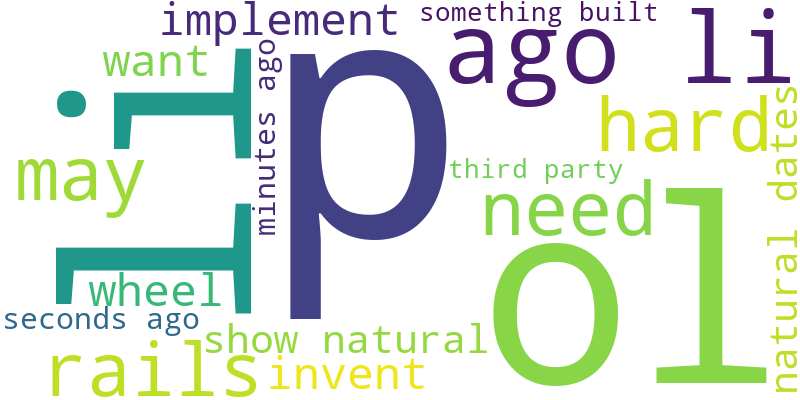 implement
something built
ago li
want
li
minutes ago
p
hard
natural dates
may
third party
need
ol
wheel
seconds ago
show natural
rails
invent